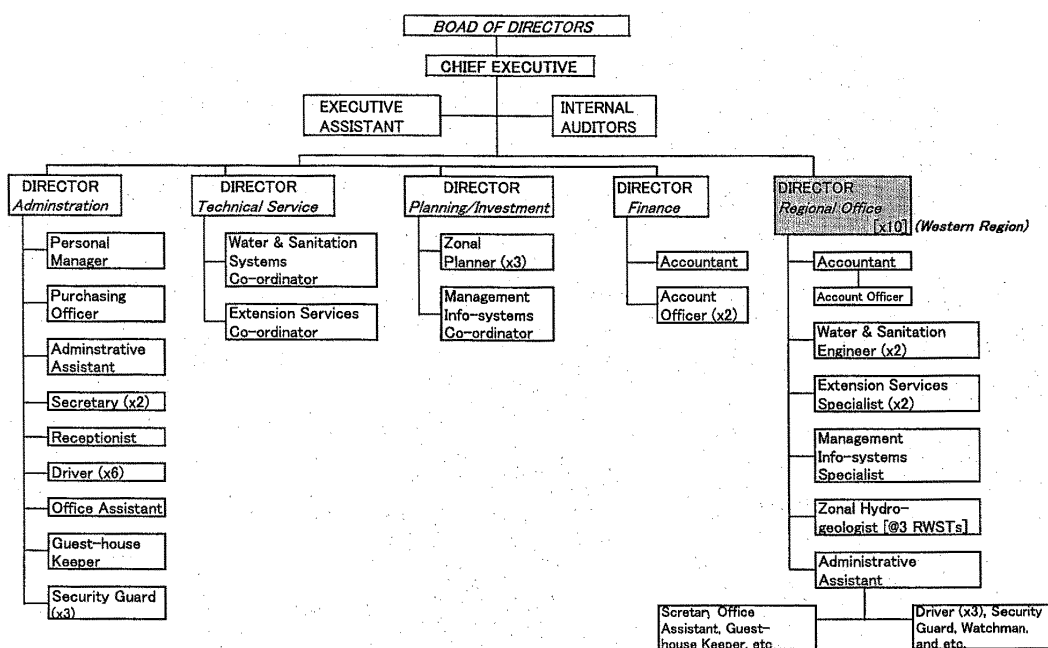 BOAD OF DIRECTORS
CHIEF EXECUTIVE
EXECUTIVE
ASSISTANT
INTERNAL
AUDITORS
DIRECTOR
Adminstration
Personal
Manager
Purchasing
Officer
Adminstrative
Assistant
Secretary (x2)
Receptionist
Driver (x6)
Office Assistant
Guest-house
Keeper
Security Guard
(x3)
DIRECTOR
Technical Service
Water & Sanitation
Systems
Co-ordinator
Extension Services
Co-ordinator
DIRECTOR
Planning/Investment
Zonal
Planner (x3)
Management
Info-systems
Co-ordinator
DIRECTOR
Finance
Accountant
Account
Officer (x2)
DIRECTOR
Regional Office
[x10] (Western Region)
Accountant
Account Officer
Water & Sanitation
Engineer (x2)
Extension Services
Specialist (x2)
Management
Info-systems
Specialist
Zonal Hydro-
geologist [@3 RWSTs]
Administrative
Assistant
Scretary, Office
Assistant, Guest-
house Keeper, etc
Driver (x3), Security
Guard, Watchman,
and etc.